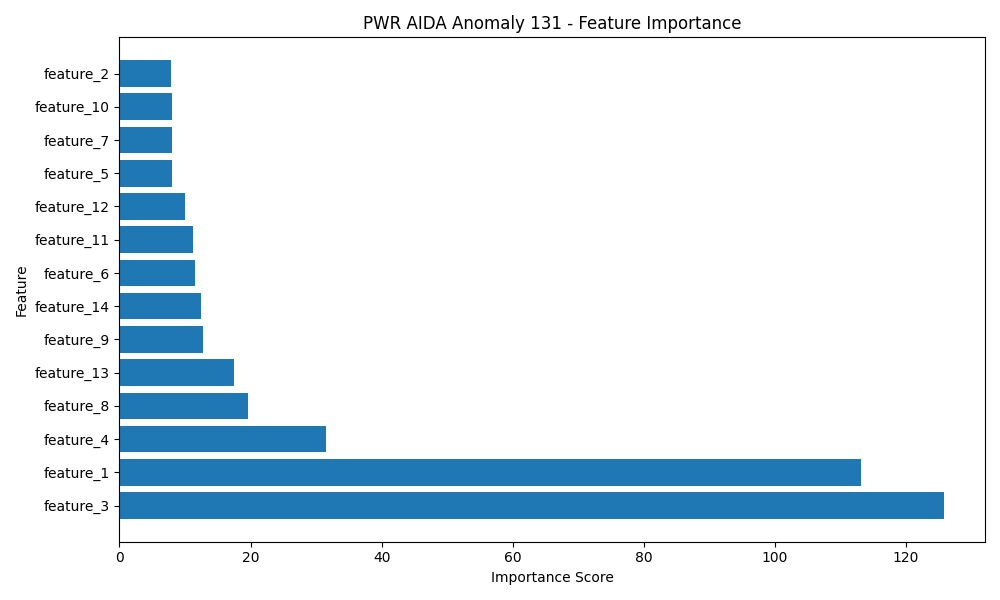 PWR AIDA Anomaly 131 - Feature Importance
feature_2
feature_10
feature_7
feature_5
feature_12
feature_11
feature_6
feature_14
feature_9
feature_13
feature_8
feature_4
feature_1
feature_3
Feature
0 20 40 60 80 100 120
Importance Score